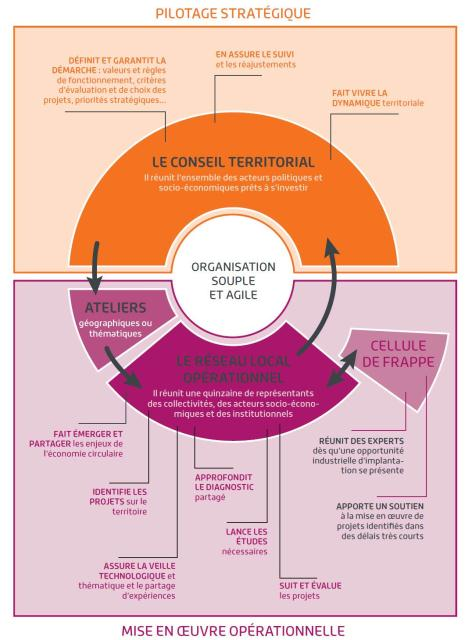 PILOTAGE STRATÉGIQUE
DÉFINIT ET GARANTIT LA
DÉMARCHE : valeurs et règles
de fonctionnement, critères
d'évaluation et de choix des
projets, priorités stratégiques...
EN ASSURE LE SUIVI
et les réajustements
FAIT VIVRE LA
DYNAMIQUE territoriale
LE CONSEIL TERRITORIAL
Il réunit l'ensemble des acteurs politiques et
socio-économiques prêts à s'investir
ORGANISATION
SOUPLE
ET AGILE
ATELIERS
géographiques ou
thématiques
CELLULE
DE FRAPPE
LE RÉSEAU LOCAL
OPÉRATIONNEL
Il réunit une quinzaine de représentants
des collectivités, des acteurs socio-écono-
miques et des institutionnels
FAIT ÉMERGER ET
PARTAGER les enjeux de
l'économie circulaire
IDENTIFIE LES
PROJETS sur le
territoire
ASSURE LA VEILLE
TECHNOLOGIQUE et
thématique et le partage
d'expériences
APPROFONDIT
LE DIAGNOSTIC
partagé
LANCE LES
ÉTUDES
nécessaires
SUIT ET ÉVALUE
les projets
RÉUNIT DES EXPERTS
dès qu'une opportunité
industrielle d'implanta-
tion se présente
APPORTE UN SOUTIEN
à la mise en œuvre de
projets identifiés dans
des délais très courts
MISE EN ŒUVRE OPÉRATIONNELLE